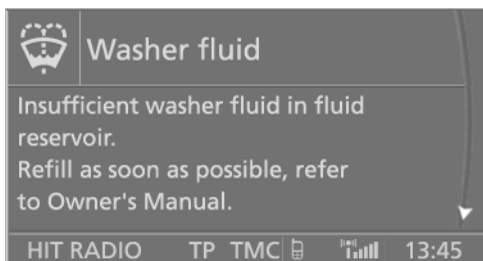 Washer fluid
Insufficient washer fluid in fluid
reservoir.
Refill as soon as possible, refer
to Owner's Manual.
HIT RADIO TP TMC 13:45